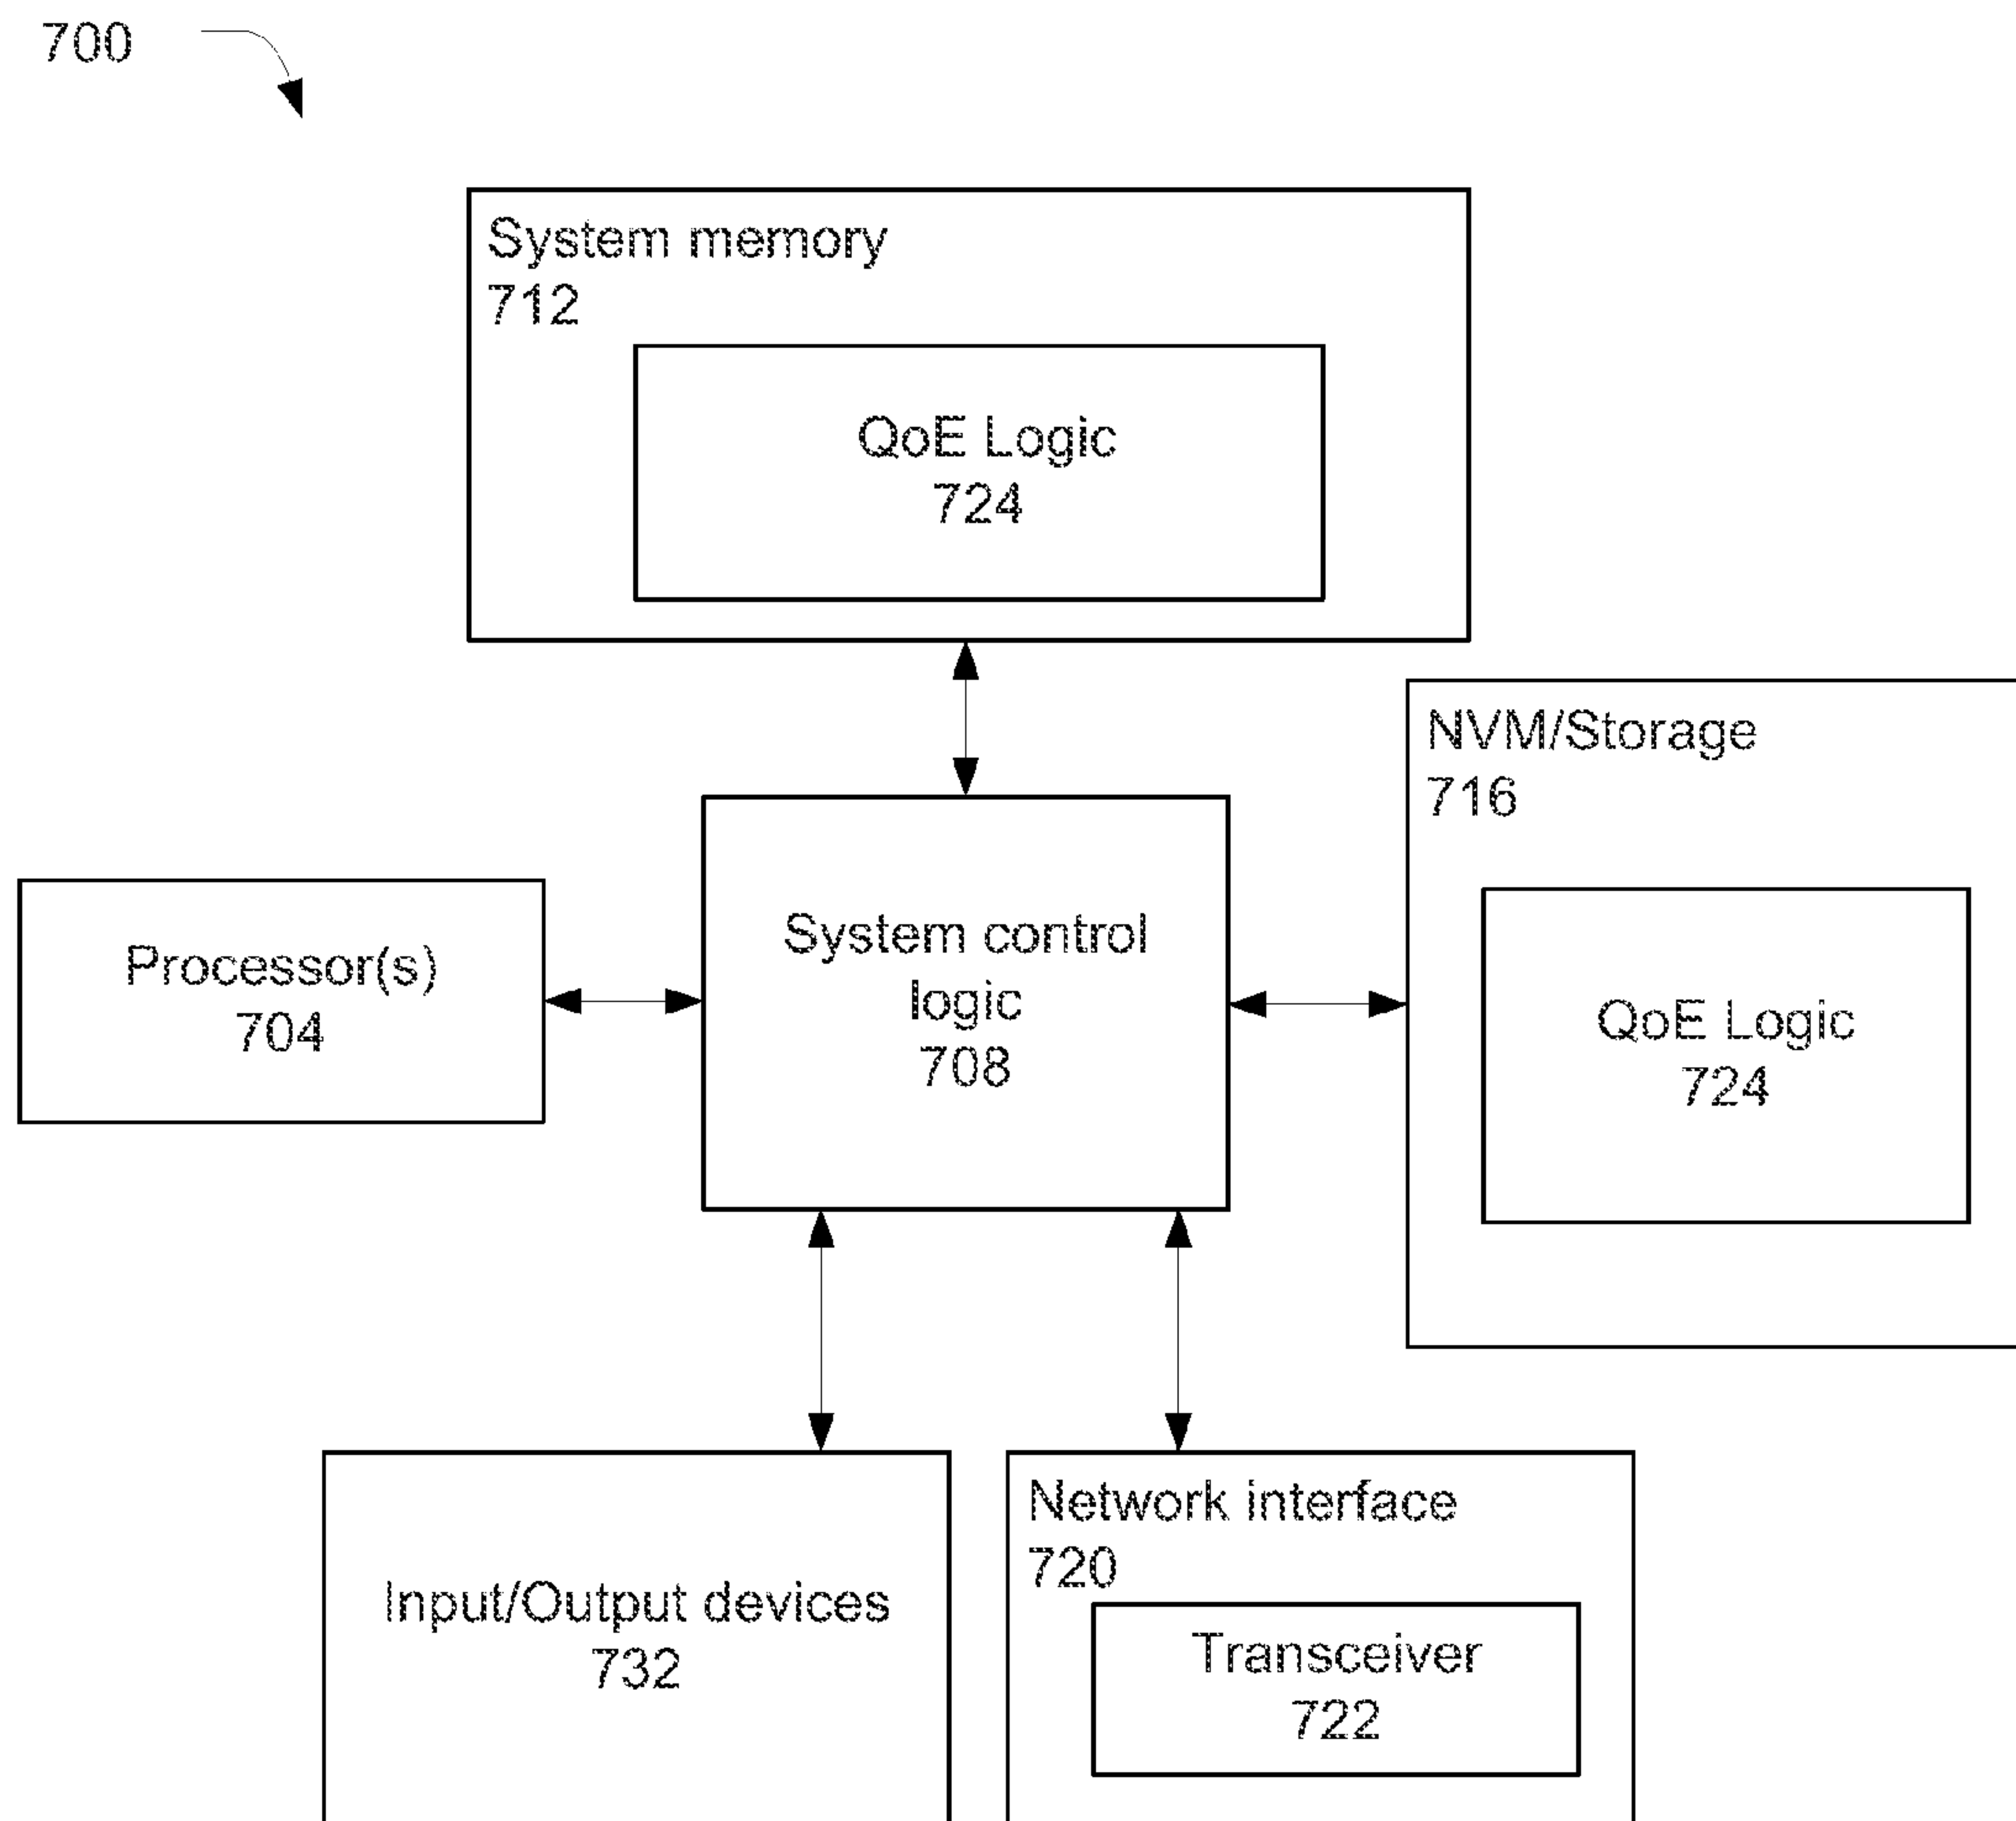 700
System memory
712
QoE Logic
724
NVM/Storage
716
Processor(s)
704
System control
logic
708
QoE Logic
724
Input/Output devices
732
Network interface
720
Transceiver
722